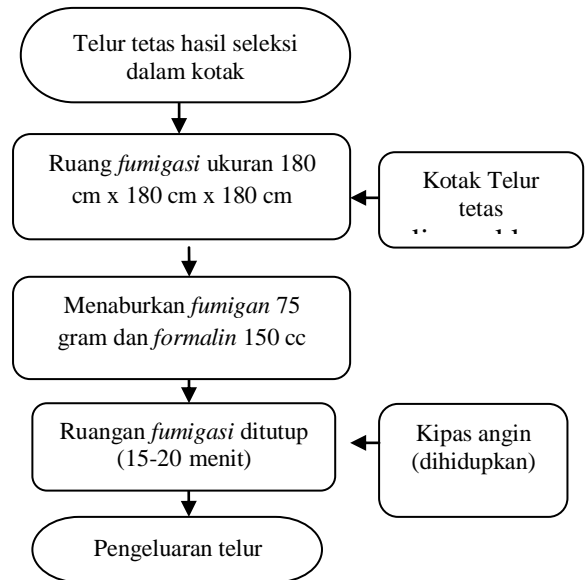 Telur tetas hasil seleksi
dalam kotak
Ruang fumigasi ukuran 180
cm x 180 cm x 180 cm
Kotak Telur
tetas
Menaburkan fumigan 75
gram dan formalin 150 cc
Ruangan fumigasi ditutup
(15-20 menit)
Kipas angin
(dihidupkan)
Pengeluaran telur